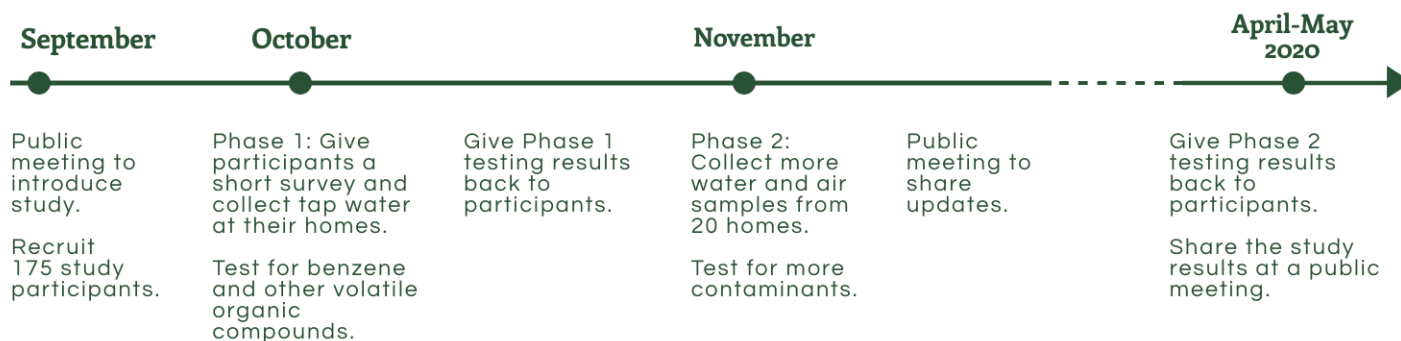 September
October
November
April-May
2020
Public
meeting to
introduce
study.
Recruit
175 study
participants.
Phase 1: Give
participants a
short survey and
collect tap water
at their homes.
Test for benzene
and other volatile
organic
compounds.
Give Phase 1
testing results
back to
participants.
Phase 2:
Collect more
water and air
samples from
20 homes.
Test for more
contaminants.
Public
meeting to
share
updates.
Give Phase 2
testing results
back to
participants.
Share the study
results at a public
meeting.